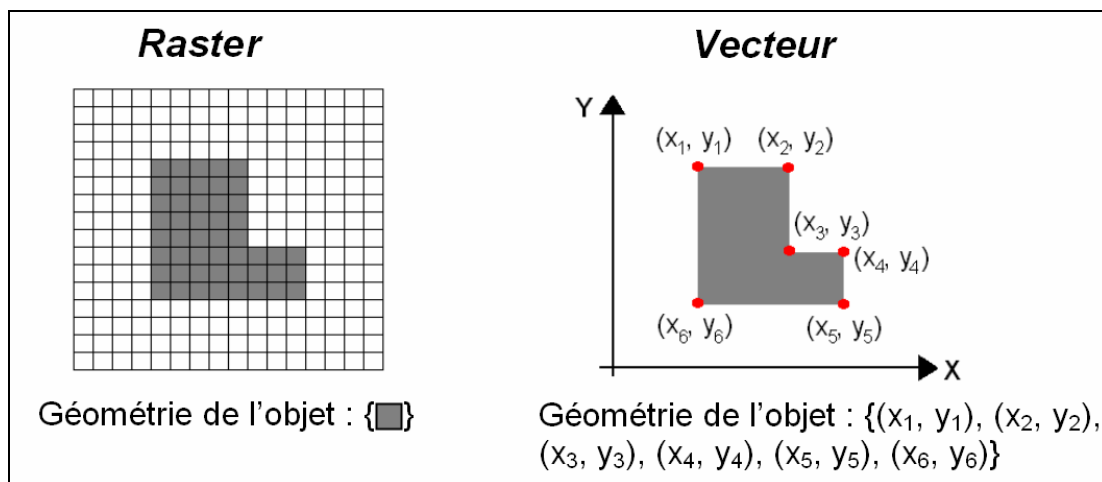 Raster
Vecteur
Y
(x₁, y₁)
(x₂, y₂)
(x₃, y₃)
(x₄, y₄)
(x₆, y₆)
(x₅, y₅)
X
Géométrie de l'objet : { }
Géométrie de l'objet : {(x₁, y₁), (x₂, y₂),
(x₃, y₃), (x₄, y₄), (x₅, y₅), (x₆, y₆)}